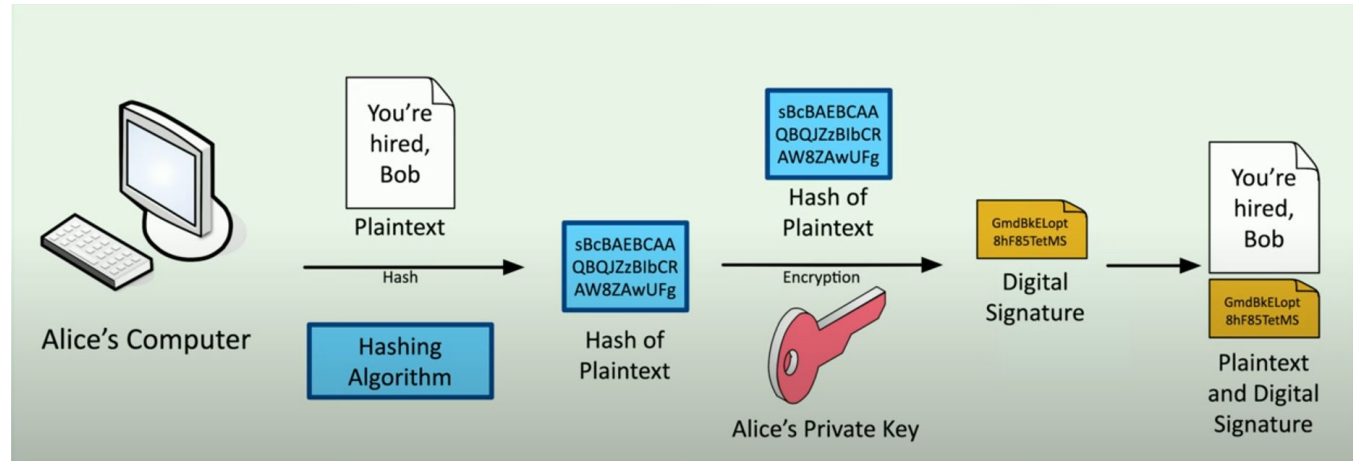 Alice's Computer
You're
hired,
Bob
Plaintext
Hash
Hashing
Algorithm
sBcBAEBCAA
QBQJZzBIbCR
AW8ZAwUFg
Hash of
Plaintext
sBcBAEBCAA
QBQJZzBIbCR
AW8ZAwUFg
Hash of
Plaintext
Encryption
Alice's Private Key
GmdBkELopt
8hF85TetMS
Digital
Signature
You're
hired,
Bob
GmdBkELopt
8hF85TetMS
Plaintext
and Digital
Signature